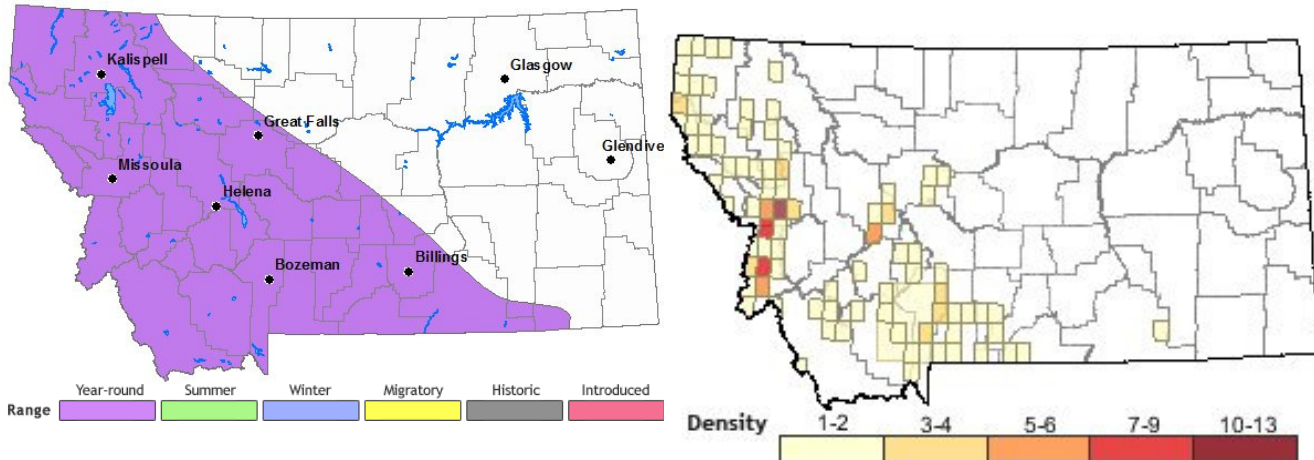 Kalispell
Glasgow
Great Falls
Glendive
Missoula
Helena
Billings
Bozeman
Range Year-round Summer Winter Migratory Historic Introduced
Density 1-2 3-4 5-6 7-9 10-13